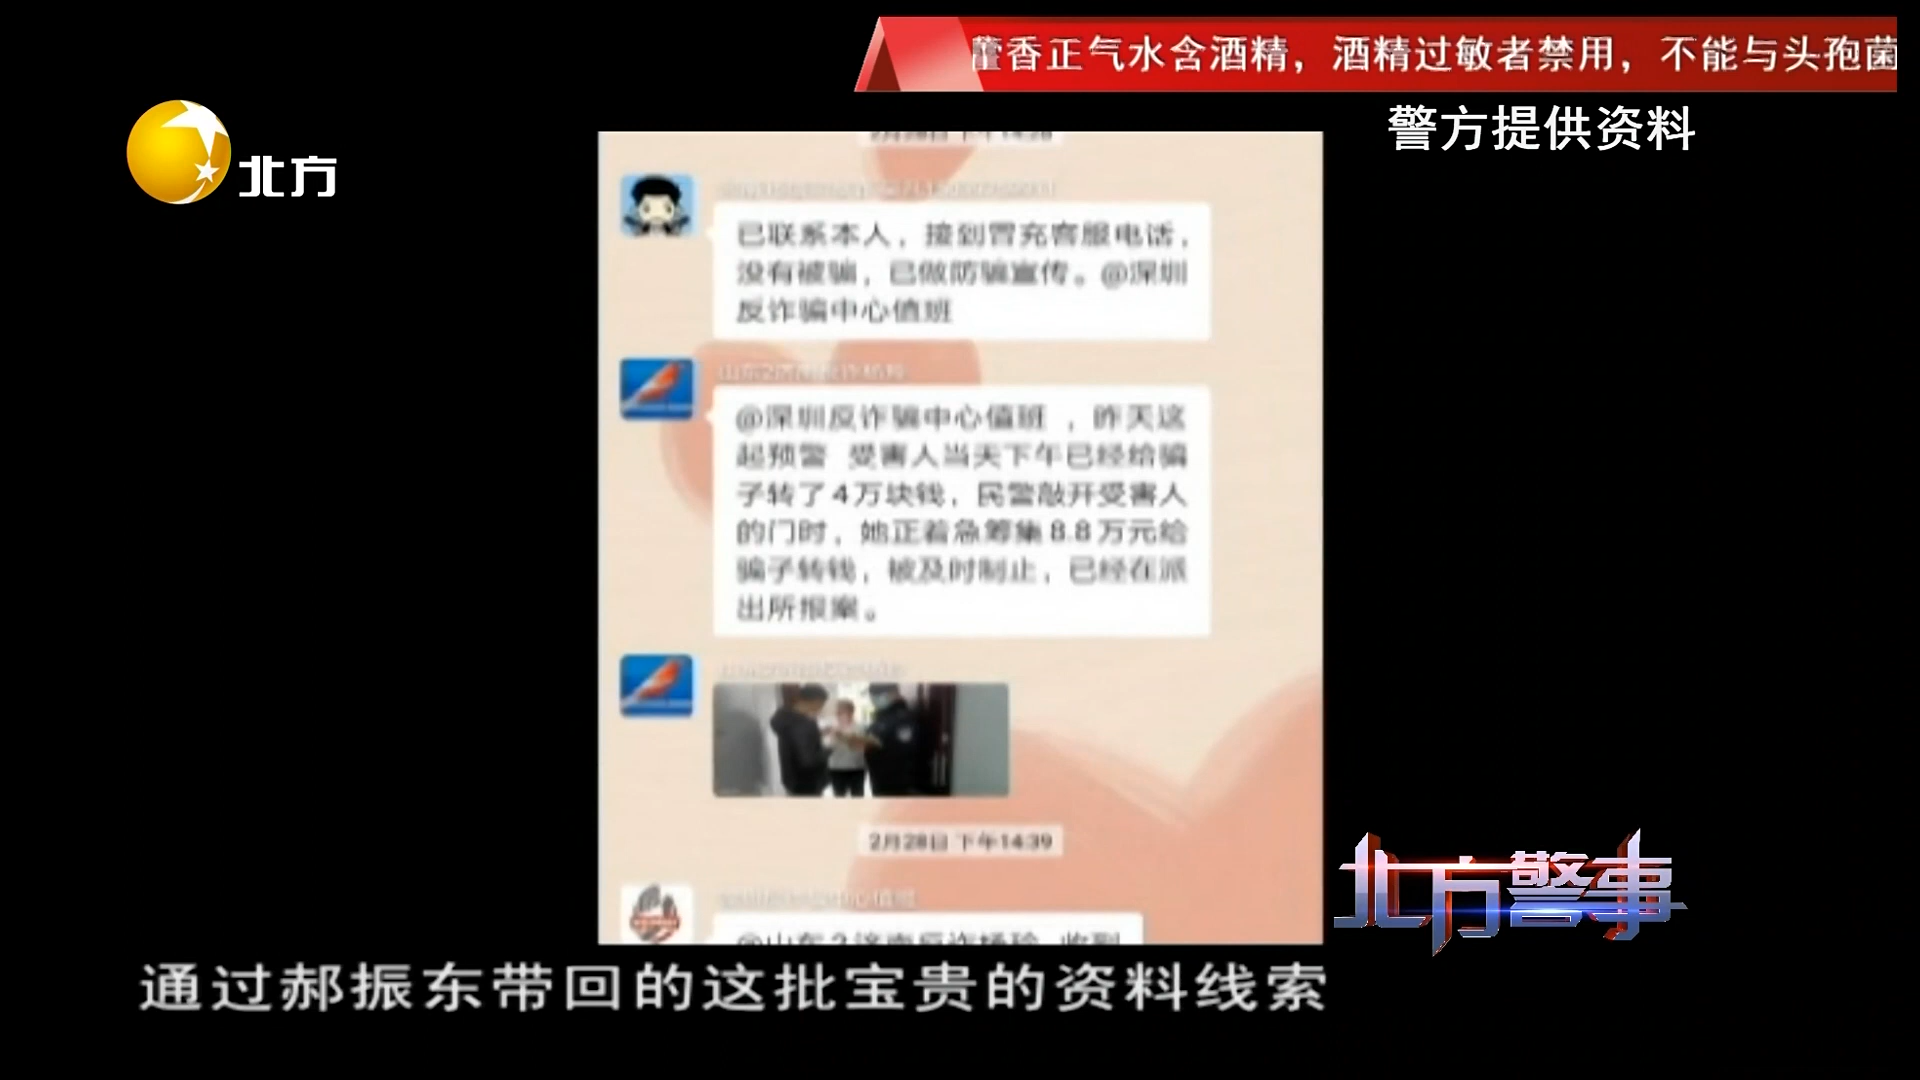 藿香正气水含酒精，酒精过敏者禁用，不能与头孢菌
北方
警方提供资料
已联系本人，接到冒充客服电话，
没有被骗，已做防骗宣传。@深圳
反诈骗中心值班
@深圳反诈骗中心值班 ，昨天这
起预警 受害人当天下午已经给骗
子转了4万块钱，民警敲开受害人
的门时，她正着急筹集8.8万元给
骗子转钱，被及时制止，已经在派
出所报案。
2月28日 下午14:39
北方警事
通过郝振东带回的这批宝贵的资料线索